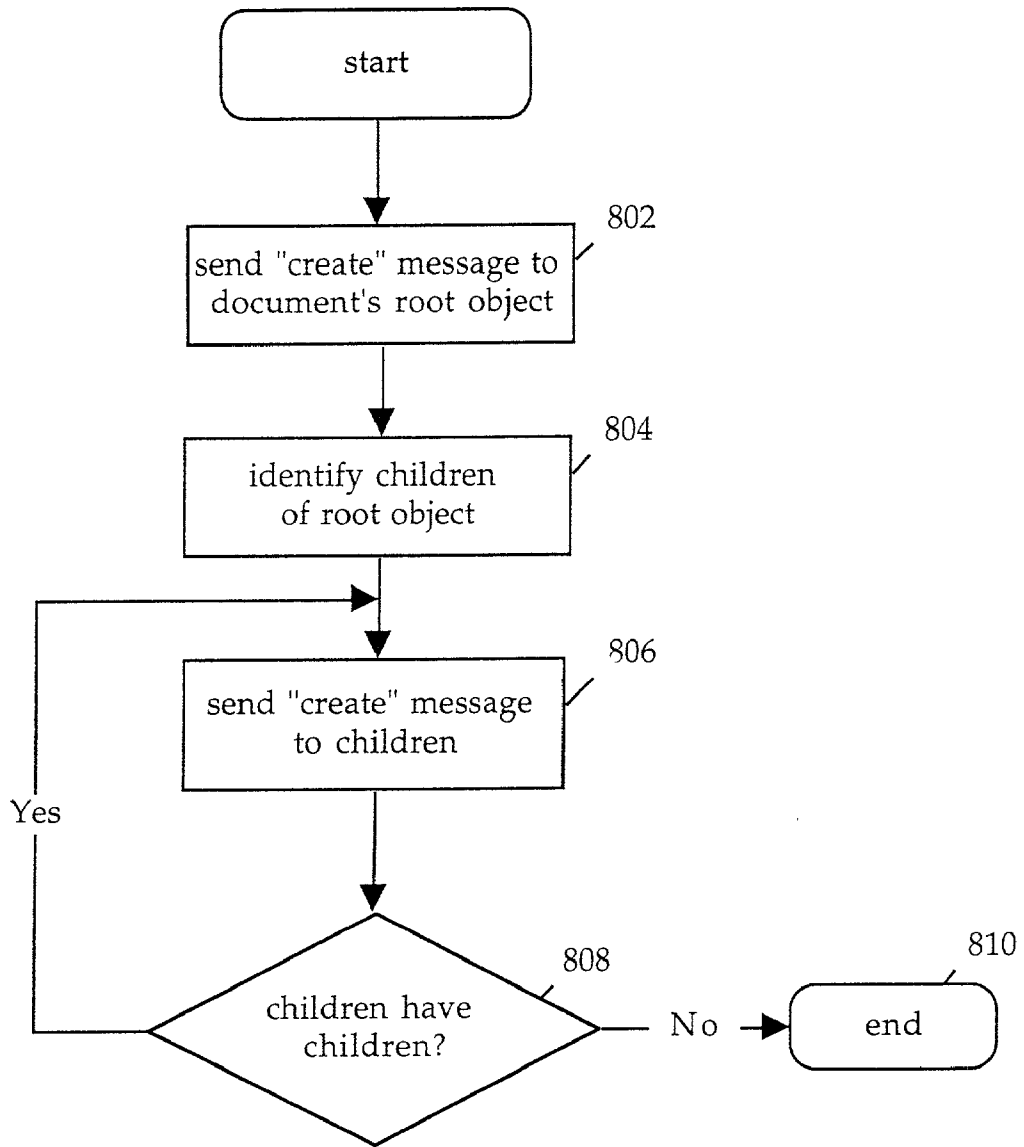 start
802
send "create" message to
document's root object
804
identify children
of root object
806
send "create" message
to children
Yes
808
children have
children?
No
810
end